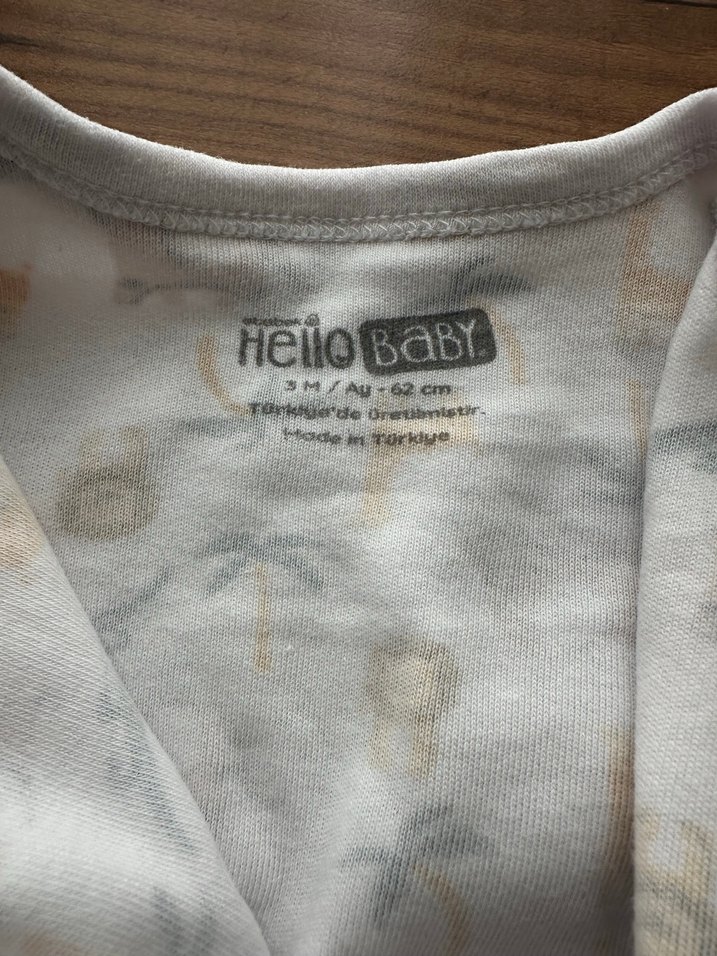 Hello BABY
3 M / Ay - 62 cm
Türkiye'de üretilmiştir.
Made in Türkiye